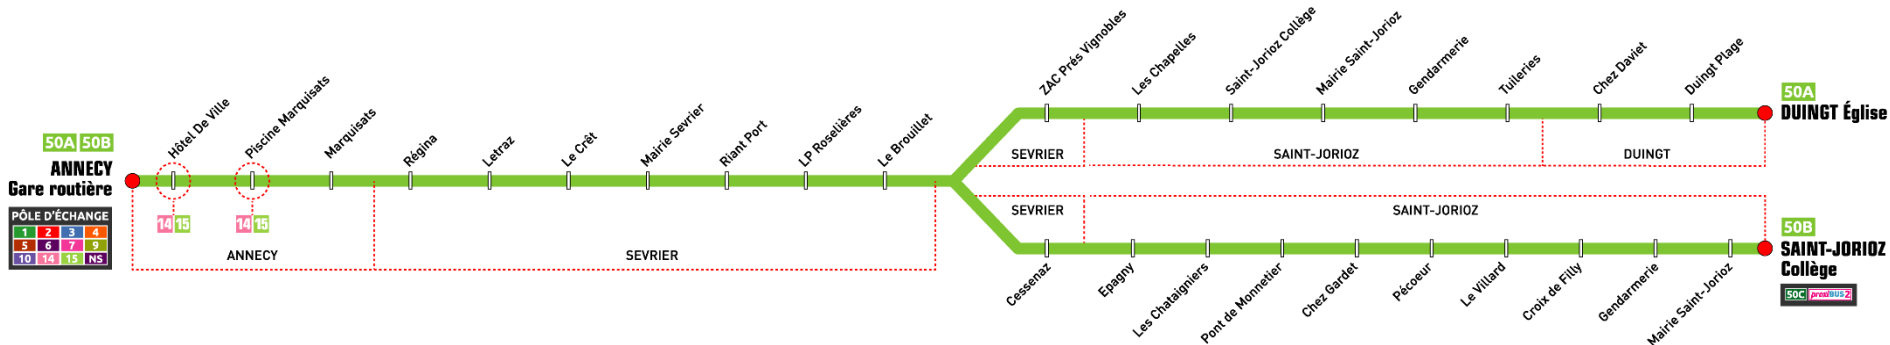 50A 50B
ANNECY
Gare routière
PÔLE D'ÉCHANGE
1 2 3 4
5 6 7 9
10 14 15 NS
Hôtel De Ville
Piscine Marquisats
Marquisats
Régina
Letraz
Le Crêt
Mairie Sevrier
Riant Port
LP Roselières
Le Brouillet
14 15
14 15
ANNECY
SEVRIER
ZAC Prés Vignobles
Les Chapelles
Saint-Jorioz Collège
Mairie Saint-Jorioz
Gendarmerie
Tuileries
Chez Daviet
Duingt Plage
50A
DUINGT Église
SEVRIER
SAINT-JORIOZ
DUINGT
SEVRIER
SAINT-JORIOZ
Cessenaz
Epagny
Les Chataigniers
Pont de Monnetier
Chez Gardet
Pécoeur
Le Villard
Croix de Filly
Gendarmerie
Mairie Saint-Jorioz
50B
SAINT-JORIOZ
Collège
50C proxiBUS2